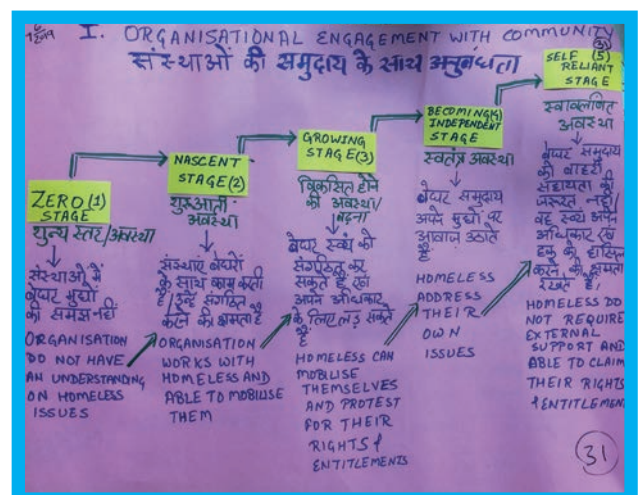 I. ORGANISATIONAL ENGAGEMENT WITH COMMUNITY
संस्थाओं की समुदाय के साथ अनुबंधता
ZERO (1)
STAGE
शुन्य स्तर/अवस्था
संस्थाओं में
बेघर मुद्दों
की समझ नहीं
ORGANISATION
DO NOT HAVE
AN UNDERSTANDING
ON HOMELESS
ISSUES
NASCENT
STAGE (2)
शुरुआती
अवस्था
संस्थाएं बेघरों
के साथ काम करती
है/इन्हें संगठित
करने की क्षमता है
ORGANISATION
WORKS WITH
HOMELESS AND
ABLE TO MOBILISE
THEM
GROWING
STAGE (3)
विकसित होने
की अवस्था/
बढ़ना
बेघर स्वयं को
संगठित कर
सकते हैं एवं
अपने अधिकार
के लिए लड़ सकते
हैं
HOMELESS CAN
MOBILISE
THEMSELVES
AND PROTEST
FOR THEIR
RIGHTS &
ENTITLEMENTS
BECOMING (4)
INDEPENDENT
STAGE
स्वतंत्र अवस्था
बेघर समुदाय
अपने मुद्दों पर
आवाज उठाते
हैं
HOMELESS
ADDRESS
THEIR
OWN
ISSUES
SELF (5)
RELIANT
STAGE
स्वावलंबित
अवस्था
बेघर समुदाय
को बाहरी
सहायता की
जरूरत नहीं/
वह स्वयं अपने
अधिकार एवं
हक को हासिल
करने की क्षमता
रखते हैं
HOMELESS DO
NOT REQUIRE
EXTERNAL
SUPPORT AND
ABLE TO CLAIM
THEIR RIGHTS
& ENTITLEMEN
31